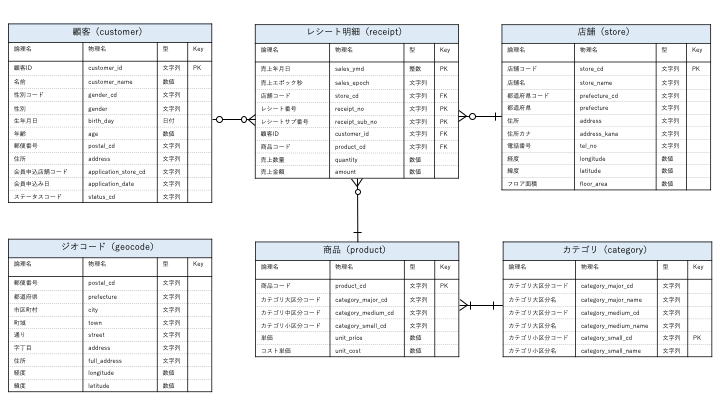 顧客（customer）
論理名 物理名 型 Key
顧客ID customer_id 文字列 PK
名前 customer_name 数値
性別コード gender_cd 文字列
性別 gender 文字列
生年月日 birth_day 日付
年齢 age 数値
郵便番号 postal_cd 文字列
住所 address 文字列
会員申込店舗コード application_store_cd 文字列
会員申込み日 application_date 文字列
ステータスコード status_cd 文字列
レシート明細（receipt）
論理名 物理名 型 Key
売上年月日 sales_ymd 整数 PK
売上エポック秒 sales_epoch 文字列
店舗コード store_cd 文字列 FK
レシート番号 receipt_no 文字列 PK
レシートサブ番号 receipt_sub_no 文字列 PK
顧客ID customer_id 文字列 FK
商品コード product_cd 文字列 FK
売上数量 quantity 数値
売上金額 amount 数値
店舗（store）
論理名 物理名 型 Key
店舗コード store_cd 文字列 PK
店舗名 store_name 文字列
都道府県コード prefecture_cd 文字列
都道府県 prefecture 文字列
住所 address 文字列
住所カナ address_kana 文字列
電話番号 tel_no 文字列
経度 longitude 数値
緯度 latitude 数値
フロア面積 floor_area 数値
ジオコード（geocode）
論理名 物理名 型 Key
郵便番号 postal_cd 文字列
都道府県 prefecture 文字列
市区町村 city 文字列
町域 town 文字列
通り street 文字列
字丁目 address 文字列
住所 full_address 文字列
経度 longitude 数値
緯度 latitude 数値
商品（product）
論理名 物理名 型 Key
商品コード product_cd 文字列 PK
カテゴリ大区分コード category_major_cd 文字列
カテゴリ中区分コード category_medium_cd 文字列
カテゴリ小区分コード category_small_cd 文字列
単価 unit_price 数値
コスト単価 unit_cost 数値
カテゴリ（category）
論理名 物理名 型 Key
カテゴリ大区分コード category_major_cd 文字列
カテゴリ大区分名 category_major_name 文字列
カテゴリ大区分コード category_medium_cd 文字列
カテゴリ大区分名 category_medium_name 文字列
カテゴリ小区分コード category_small_cd 文字列 PK
カテゴリ小区分名 category_small_name 文字列